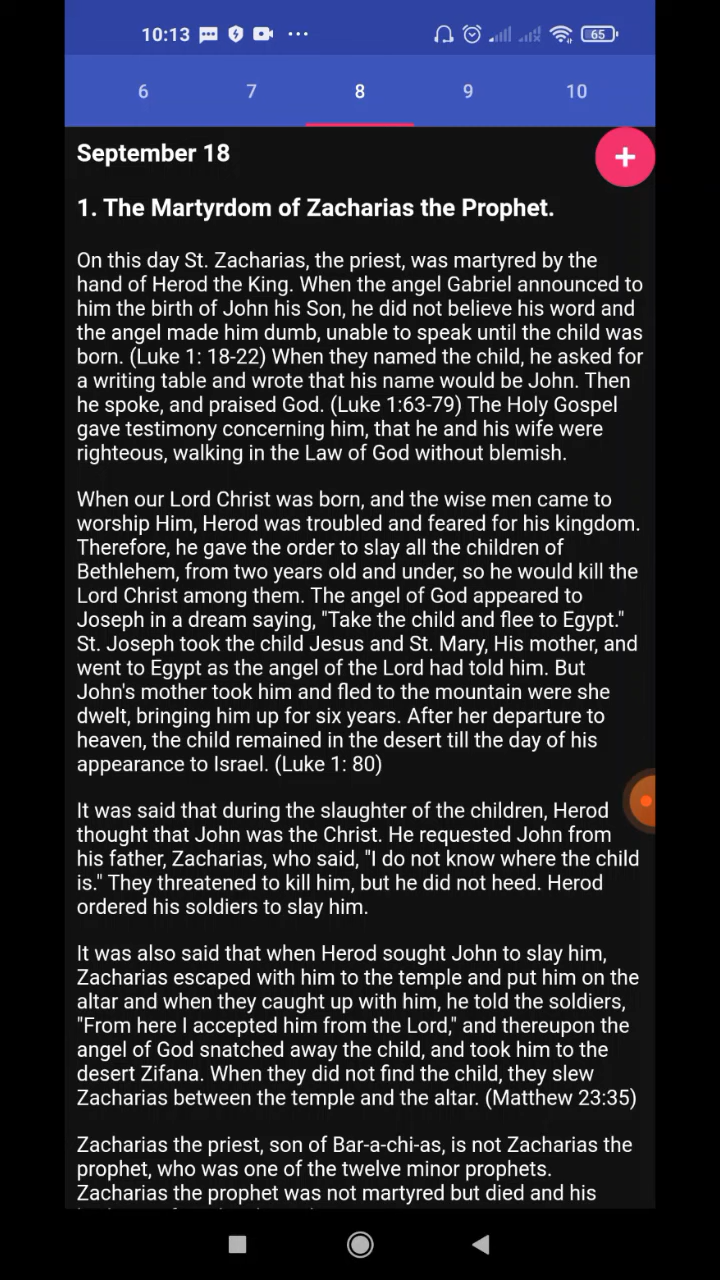 10:13
65
6 7 8 9 10
September 18
1. The Martyrdom of Zacharias the Prophet.
On this day St. Zacharias, the priest, was martyred by the
hand of Herod the King. When the angel Gabriel announced to
him the birth of John his Son, he did not believe his word and
the angel made him dumb, unable to speak until the child was
born. (Luke 1: 18-22) When they named the child, he asked for
a writing table and wrote that his name would be John. Then
he spoke, and praised God. (Luke 1:63-79) The Holy Gospel
gave testimony concerning him, that he and his wife were
righteous, walking in the Law of God without blemish.
When our Lord Christ was born, and the wise men came to
worship Him, Herod was troubled and feared for his kingdom.
Therefore, he gave the order to slay all the children of
Bethlehem, from two years old and under, so he would kill the
Lord Christ among them. The angel of God appeared to
Joseph in a dream saying, "Take the child and flee to Egypt."
St. Joseph took the child Jesus and St. Mary, His mother, and
went to Egypt as the angel of the Lord had told him. But
John's mother took him and fled to the mountain were she
dwelt, bringing him up for six years. After her departure to
heaven, the child remained in the desert till the day of his
appearance to Israel. (Luke 1: 80)
It was said that during the slaughter of the children, Herod
thought that John was the Christ. He requested John from
his father, Zacharias, who said, "I do not know where the child
is." They threatened to kill him, but he did not heed. Herod
ordered his soldiers to slay him.
It was also said that when Herod sought John to slay him,
Zacharias escaped with him to the temple and put him on the
altar and when they caught up with him, he told the soldiers,
"From here I accepted him from the Lord," and thereupon the
angel of God snatched away the child, and took him to the
desert Zifana. When they did not find the child, they slew
Zacharias between the temple and the altar. (Matthew 23:35)
Zacharias the priest, son of Bar-a-chi-as, is not Zacharias the
prophet, who was one of the twelve minor prophets.
Zacharias the prophet was not martyred but died and his